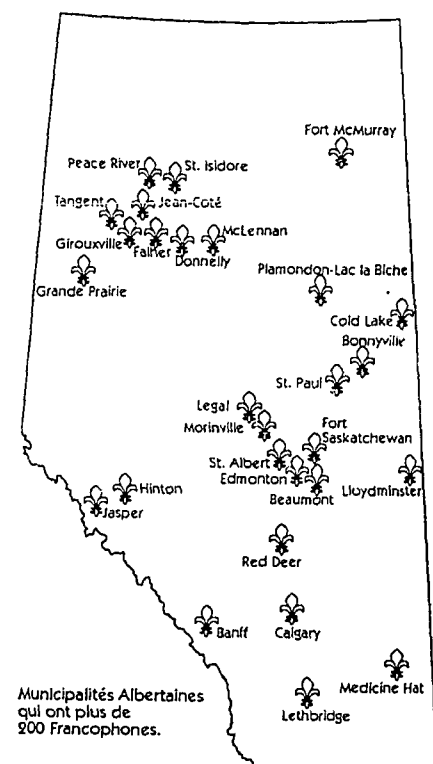 Fort McMurray
Peace River
St. Isidore
Tangent
Jean-Coté
Girouxville
Falher
Donnelly
McLennan
Plamondon-Lac la Biche
Grande Prairie
Cold Lake
Bonnyville
St. Paul
Legal
Morinville
Fort
Saskatchewan
St. Albert
Edmonton
Beaumont
Lloydminster
Hinton
Jasper
Red Deer
Banff
Calgary
Medicine Hat
Lethbridge
Municipalités Albertaines
qui ont plus de
200 Francophones.